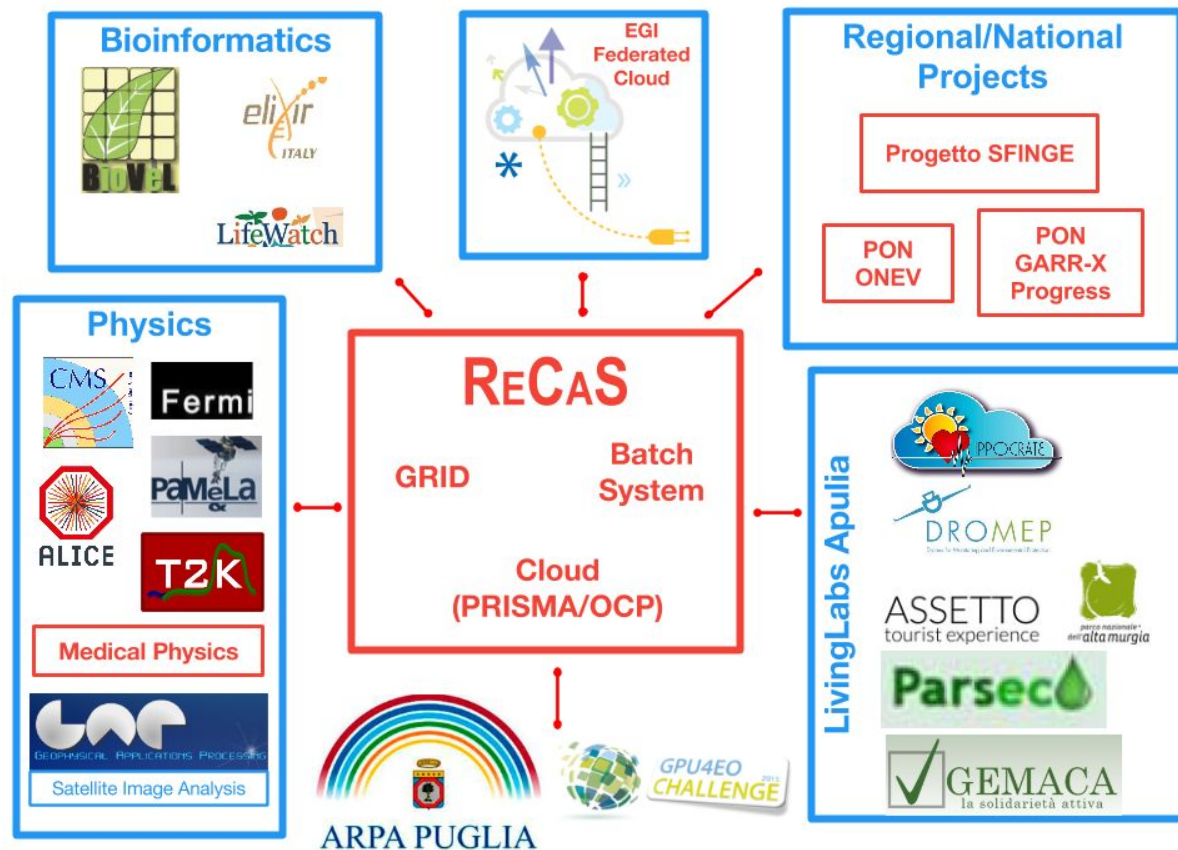 Bioinformatics
BioVeL
elixir
ITALY
LifeWatch
EGI
Federated
Cloud
Regional/National
Projects
Progetto SFINGE
PON
ONEV
PON
GARR-X
Progress
Physics
CMS
Fermi
PaMeLa
&
ALICE
T2K
Medical Physics
GAP
GEOPHYSICAL APPLICATIONS PROCESSING
Satellite Image Analysis
ReCaS
GRID
Batch
System
Cloud
(PRISMA/OCP)
ARPA PUGLIA
GPU4EO
CHALLENGE
LivingLabs Apulia
IPPOCRATE
DROMEP
ASSETTO
tourist experience
parco nazionale
dell'alta murgia
Parsec
GEMACA
la solidarietà attiva